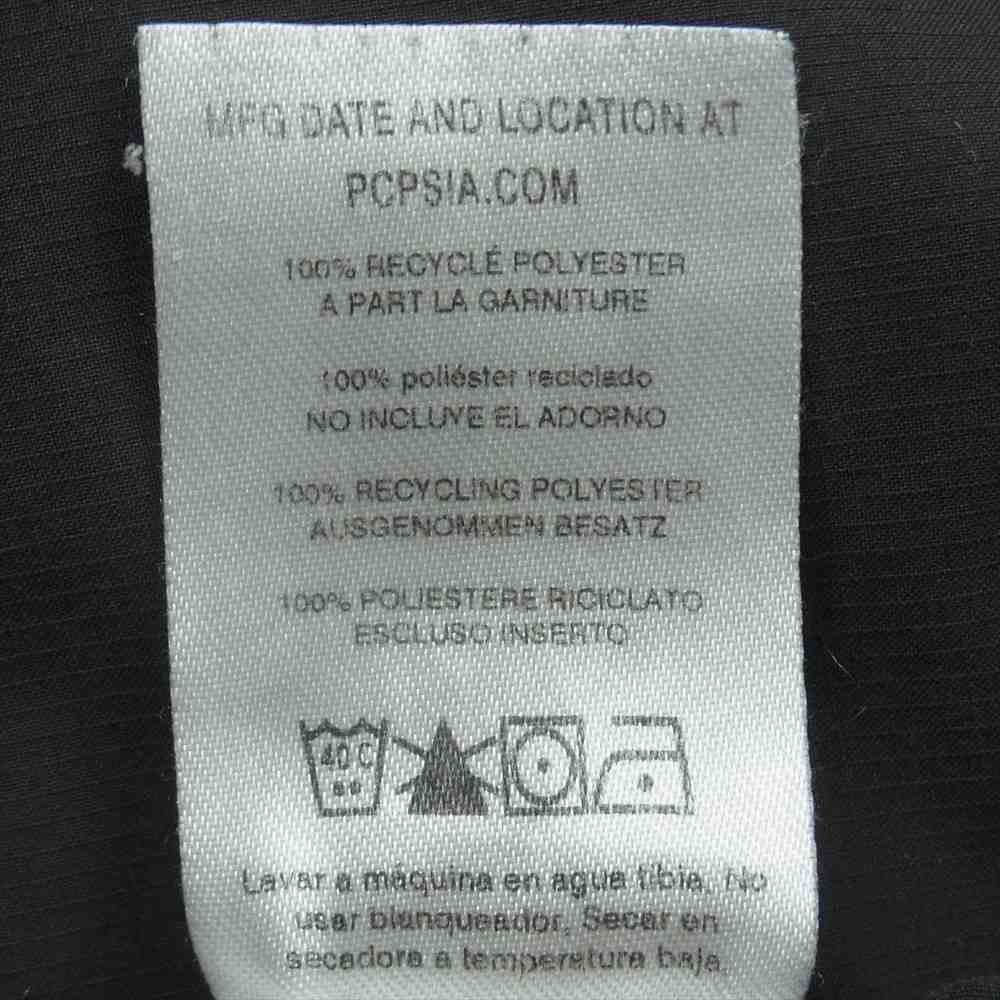 MFG DATE AND LOCATION AT
PCPSIA.COM
100% RECYCLÉ POLYESTER
A PART LA GARNITURE
100% poliéster reciclado
NO INCLUYE EL ADORNO
100% RECYCLING POLYESTER
AUSGENOMMEN BESATZ
100% POLIESTERE RICICLATO
ESCLUSO INSERTO
40 C
Lavar a máquina en agua tibia. No
usar blanqueador. Secar en
secadora a temperatura baja.